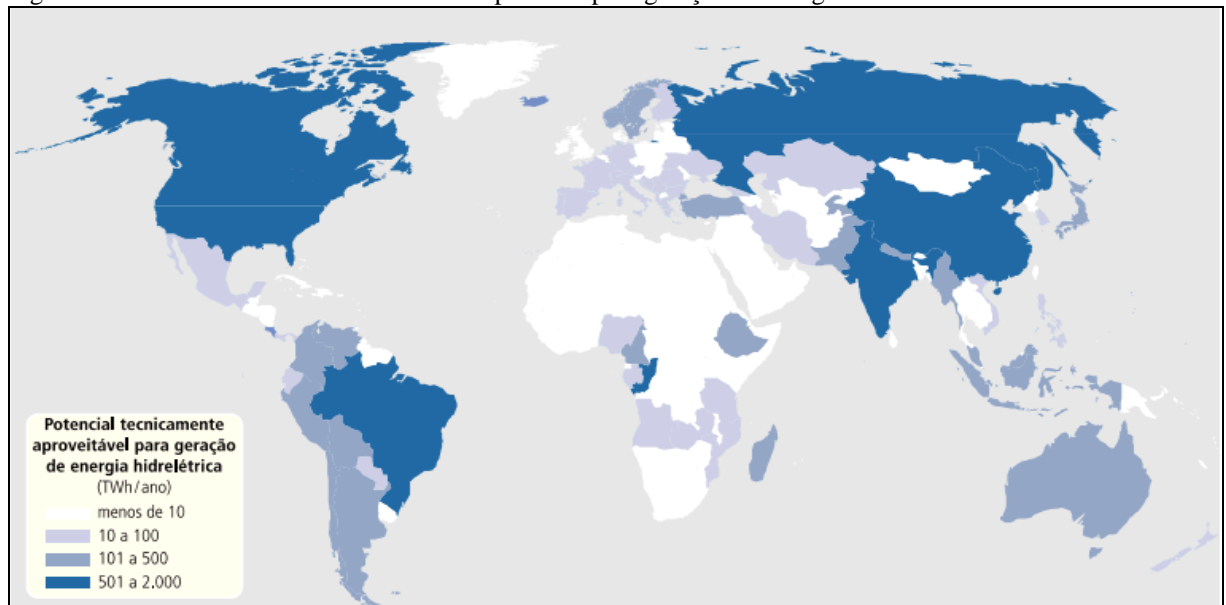 Potencial tecnicamente
aproveitável para geração
de energia hidrelétrica
(TWh/ano)
menos de 10
10 a 100
101 a 500
501 a 2.000